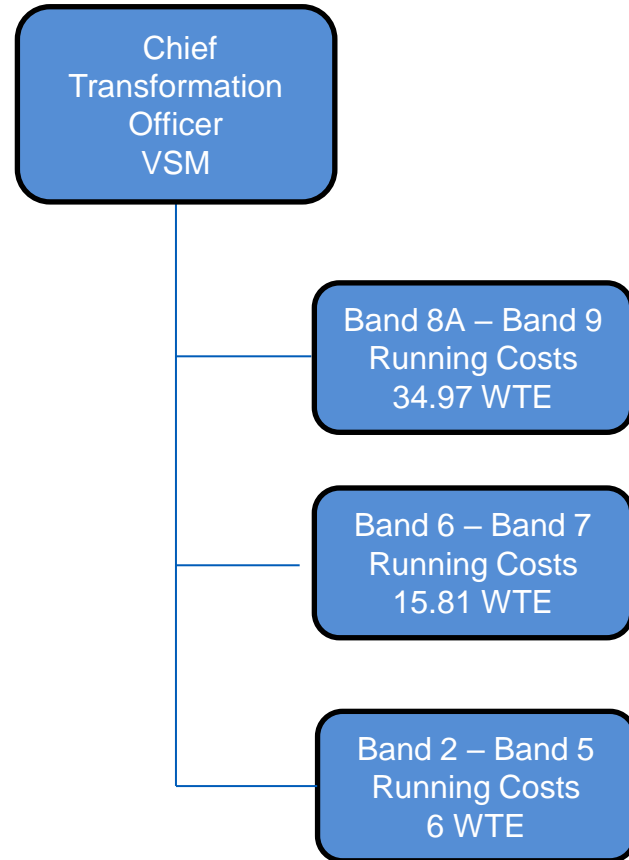 Chief
Transformation
Officer
VSM
Band 8A – Band 9
Running Costs
34.97 WTE
Band 6 – Band 7
Running Costs
15.81 WTE
Band 2 – Band 5
Running Costs
6 WTE